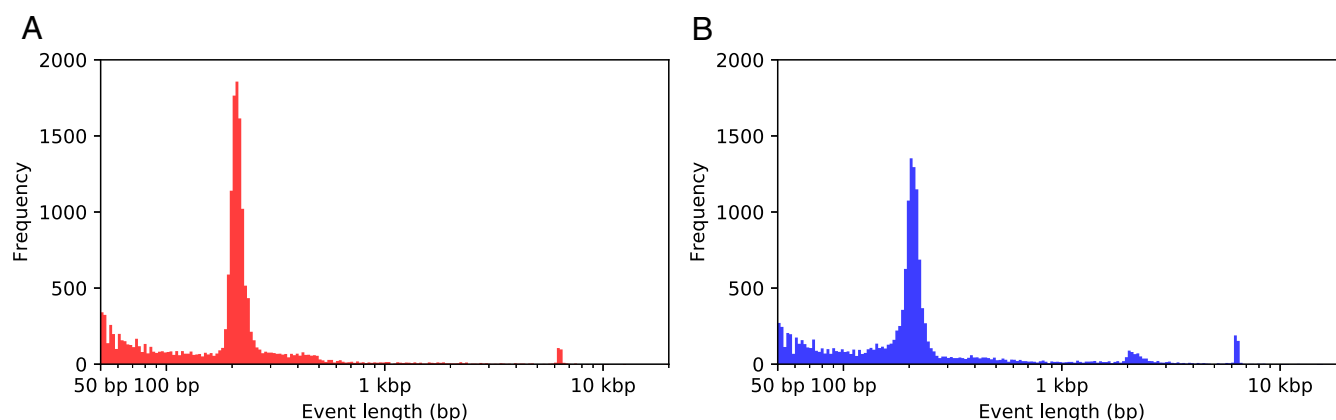 A
2000
1500
1000
500
0
Frequency
50 bp 100 bp 1 kbp 10 kbp
Event length (bp)
B
2000
1500
1000
500
0
Frequency
50 bp 100 bp 1 kbp 10 kbp
Event length (bp)